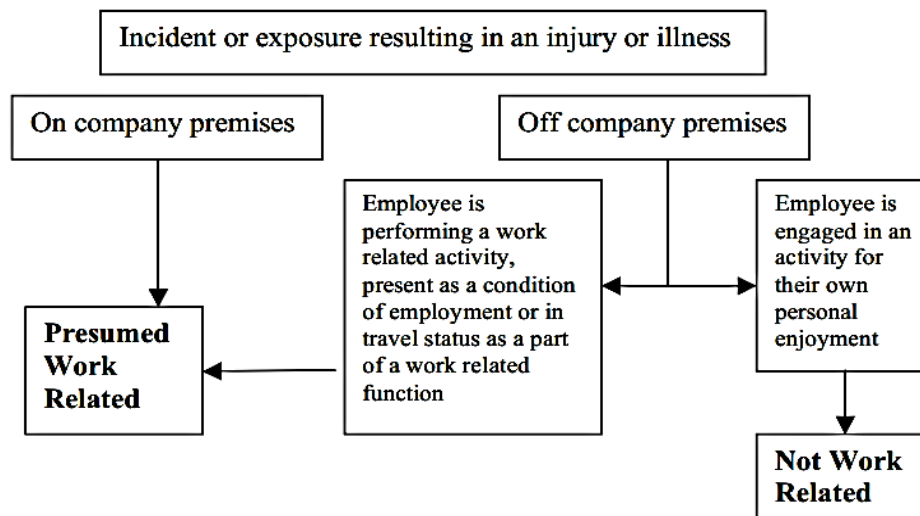 Incident or exposure resulting in an injury or illness
On company premises
Off company premises
Employee is
performing a work
related activity,
present as a condition
of employment or in
travel status as a part
of a work related
function
Employee is
engaged in an
activity for
their own
personal
enjoyment
Presumed
Work
Related
Not Work
Related